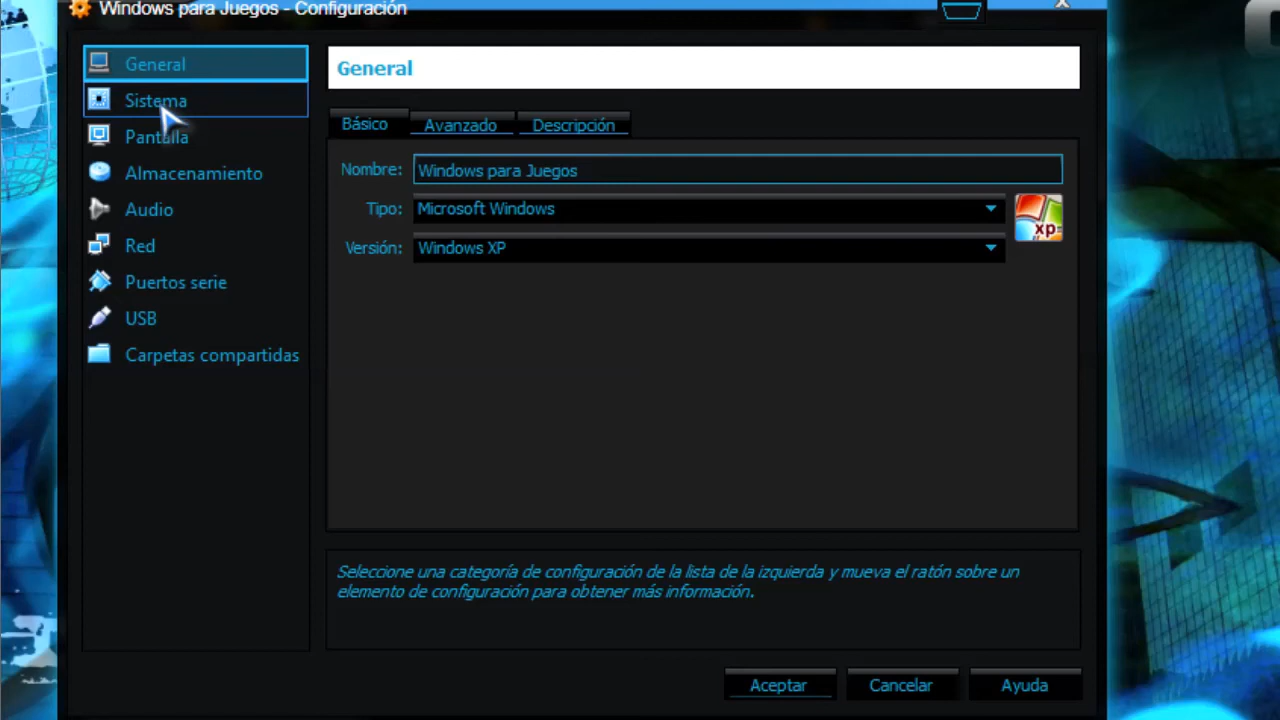 Windows para Juegos - Configuración
General
Sistema
Pantalla
Almacenamiento
Audio
Red
Puertos serie
USB
Carpetas compartidas
General
Básico Avanzado Descripción
Nombre: Windows para Juegos
Tipo: Microsoft Windows
Versión: Windows XP
xp
Seleccione una categoría de configuración de la lista de la izquierda y mueva el ratón sobre un
elemento de configuración para obtener más información.
Aceptar Cancelar Ayuda